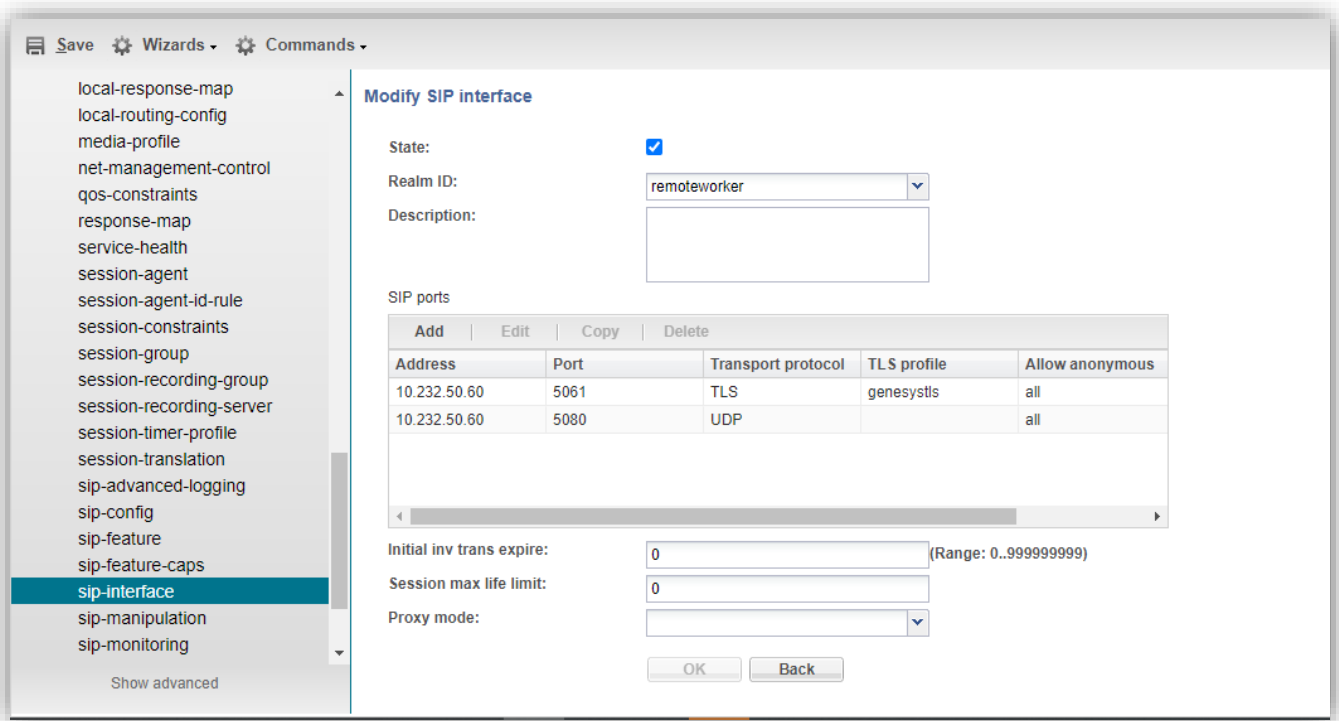 Save Wizards Commands
local-response-map
local-routing-config
media-profile
net-management-control
qos-constraints
response-map
service-health
session-agent
session-agent-id-rule
session-constraints
session-group
session-recording-group
session-recording-server
session-timer-profile
session-translation
sip-advanced-logging
sip-config
sip-feature
sip-feature-caps
sip-interface
sip-manipulation
sip-monitoring
Show advanced
Modify SIP interface
State:
Realm ID: remoteworker
Description:
SIP ports
Add | Edit | Copy | Delete
Address Port Transport protocol TLS profile Allow anonymous
10.232.50.60 5061 TLS genesystls all
10.232.50.60 5080 UDP all
Initial inv trans expire: 0 (Range: 0..999999999)
Session max life limit: 0
Proxy mode:
OK Back